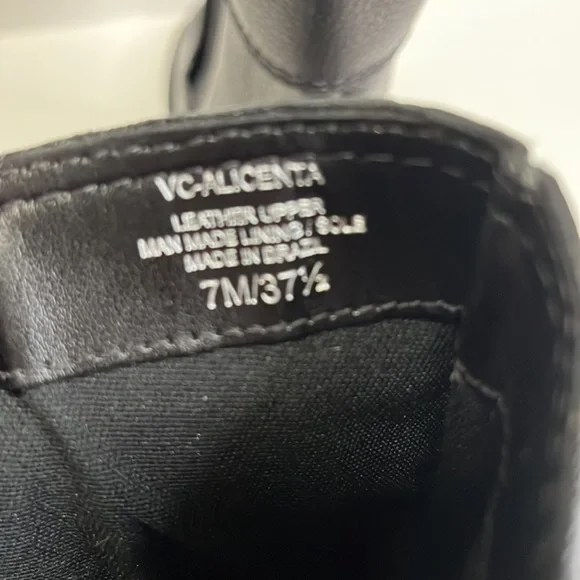 VC-ALICENTA
LEATHER UPPER
MAN MADE LINING / SOLE
MADE IN BRAZIL
7M/37½